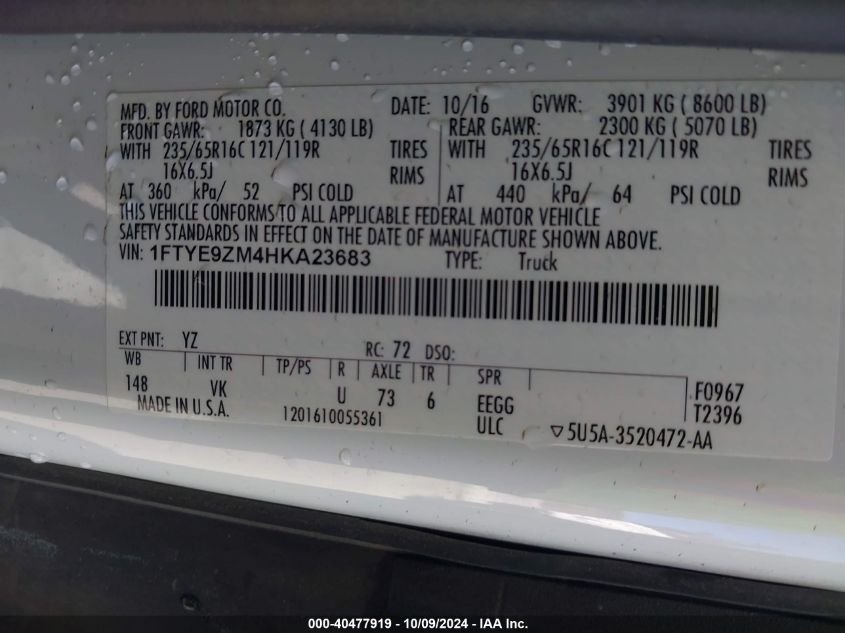 MFD. BY FORD MOTOR CO. DATE: 10/16 GVWR: 3901 KG ( 8600 LB)
FRONT GAWR: 1873 KG ( 4130 LB) REAR GAWR: 2300 KG ( 5070 LB)
WITH 235/65R16C 121/119R TIRES WITH 235/65R16C 121/119R TIRES
16X6.5J RIMS 16X6.5J RIMS
AT 360 kPa/ 52 PSI COLD AT 440 kPa/ 64 PSI COLD
THIS VEHICLE CONFORMS TO ALL APPLICABLE FEDERAL MOTOR VEHICLE
SAFETY STANDARDS IN EFFECT ON THE DATE OF MANUFACTURE SHOWN ABOVE.
VIN: 1FTYE9ZM4HKA23683 TYPE: Truck
EXT PNT: YZ RC: 72 DSO:
WB INT TR TP/PS R AXLE TR SPR
148 VK U 73 6 EEGG F0967
MADE IN U.S.A. 1201610055361 ULC T2396
▽5U5A-3520472-AA
000-40477919 - 10/09/2024 - IAA Inc.